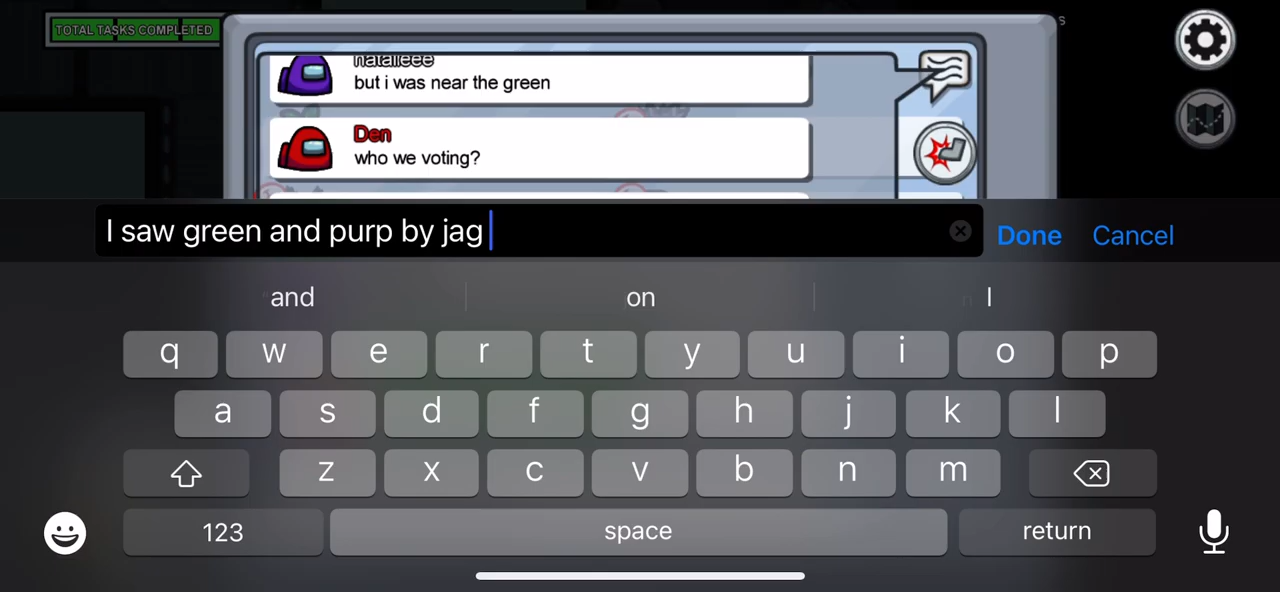 TOTAL TASKS COMPLETED
s
natalieee
but i was near the green
Den
who we voting?
I saw green and purp by jag
Done
Cancel
and
on
I
q w e r t y u i o p
a s d f g h j k l
z x c v b n m
123
space
return